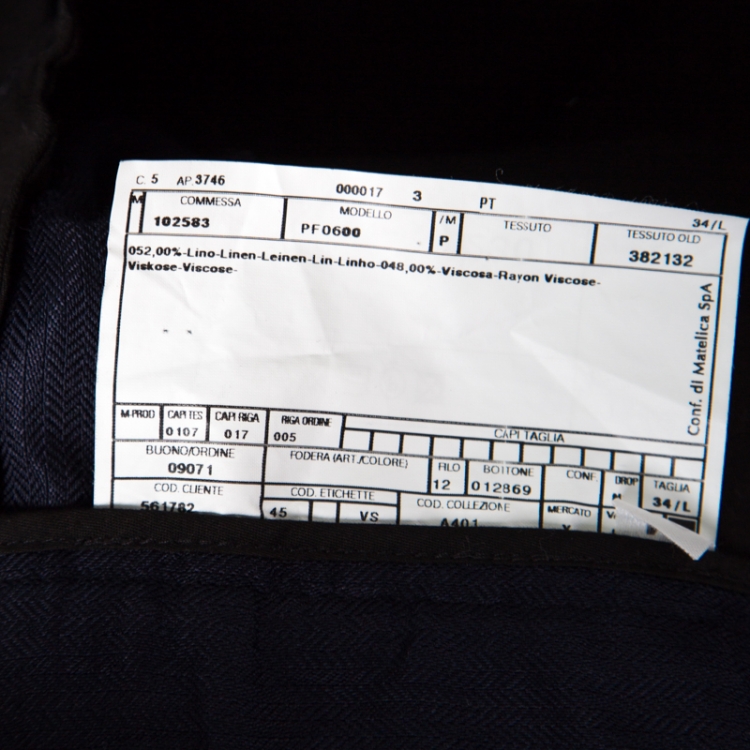 C. 5 AP. 3746 000017 3 PT 34/L
M COMMESSA MODELLO /M TESSUTO TESSUTO OLD
102583 PF0600 P 382132
052,00%-Lino-Linen-Leinen-Lin-Linho-048,00%-Viscosa-Rayon Viscose-
Viskose-Viscose-
Conf. di Matelica SpA
M-PROD CAPI TES CAPI RIGA RIGA ORDINE CAPI TAGLIA
0107 017 005
BUONO/ORDINE FODERA (ART./COLORE) FILO BOTTONE CONF. DROP TAGLIA
09071 12 012869 34/L
COD. CLIENTE COD. ETICHETTE COD. COLLEZIONE MERCATO
561782 45 VS A401